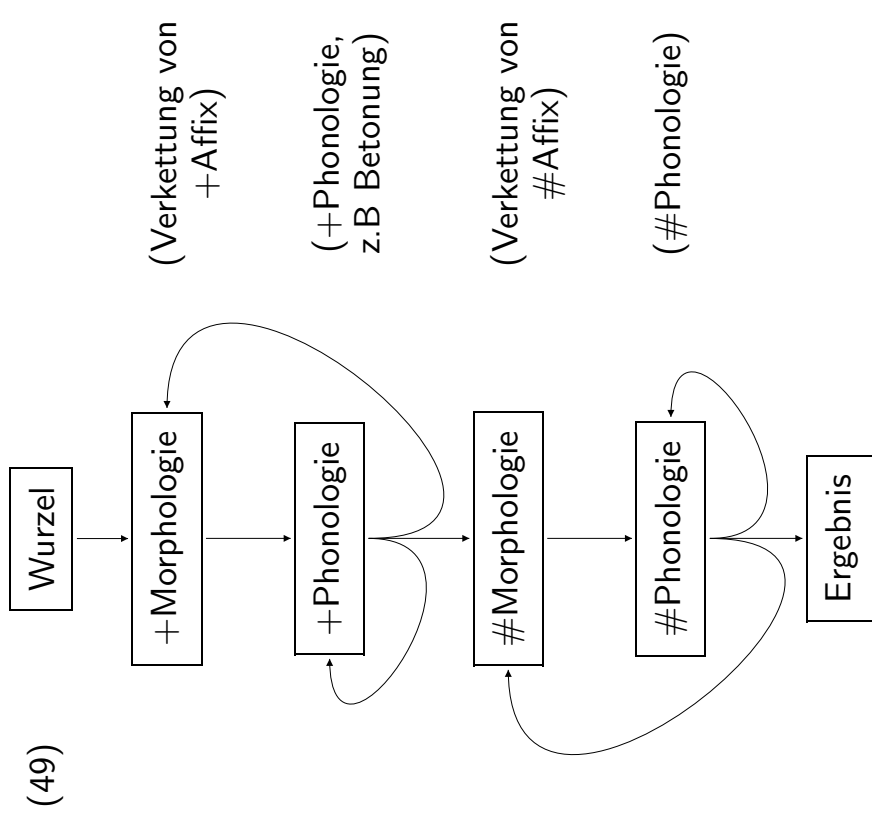 (49)
Wurzel
+Morphologie
(Verkettung von
+Affix)
+Phonologie
(+Phonologie,
z.B Betonung)
#Morphologie
(Verkettung von
#Affix)
#Phonologie
(#Phonologie)
Ergebnis